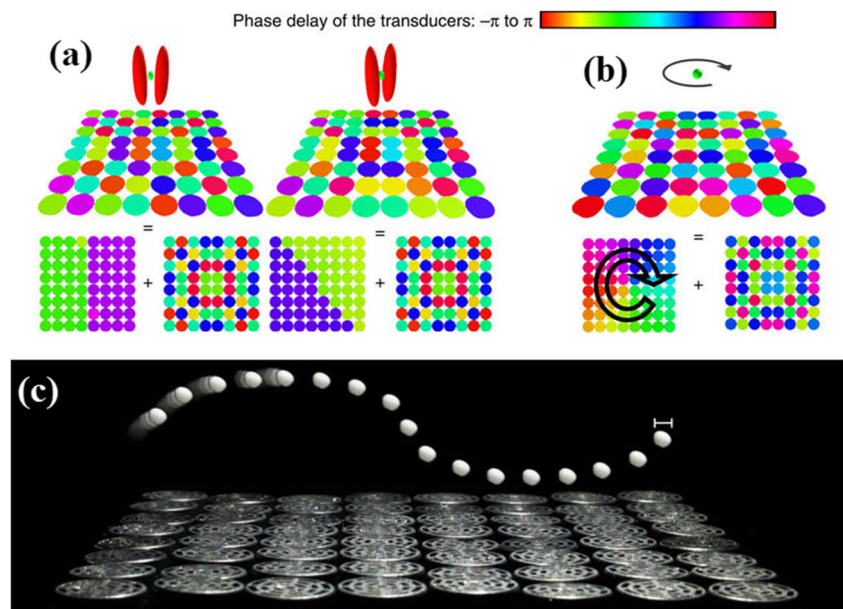 Phase delay of the transducers: –π to π
(a)
(b)
=
=
=
+
+
+
(c)